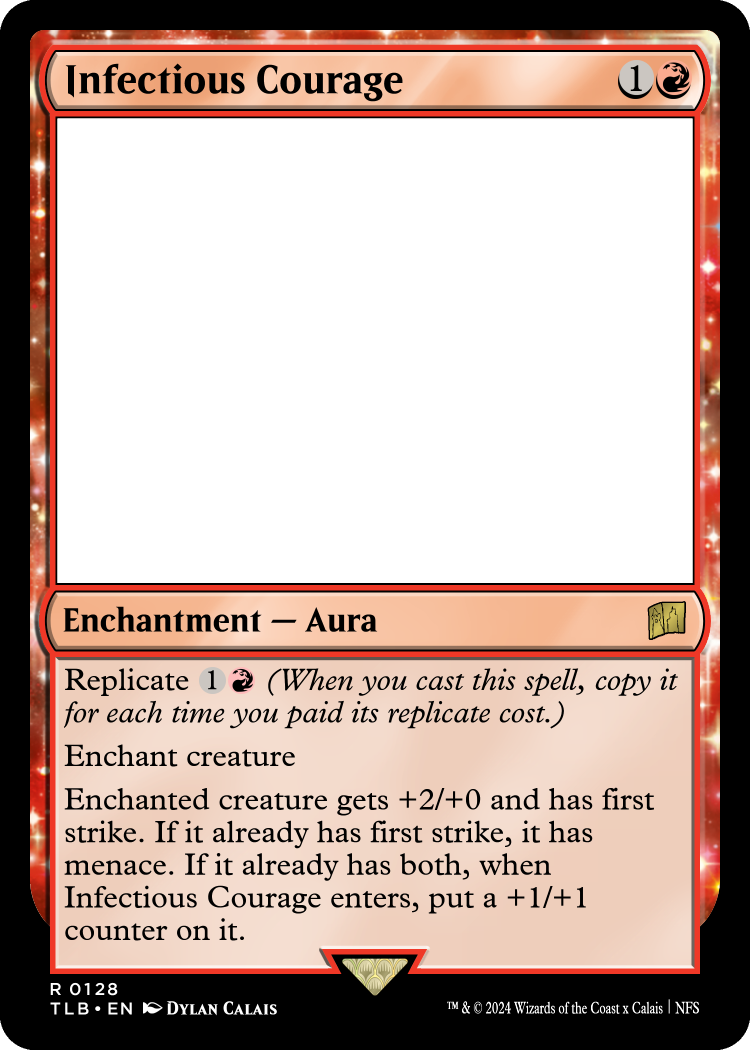 Infectious Courage 1
Enchantment — Aura
Replicate 1 (When you cast this spell, copy it
for each time you paid its replicate cost.)
Enchant creature
Enchanted creature gets +2/+0 and has first
strike. If it already has first strike, it has
menace. If it already has both, when
Infectious Courage enters, put a +1/+1
counter on it.
R 0128
TLB • EN Dylan Calais
™ & © 2024 Wizards of the Coast x Calais | NFS